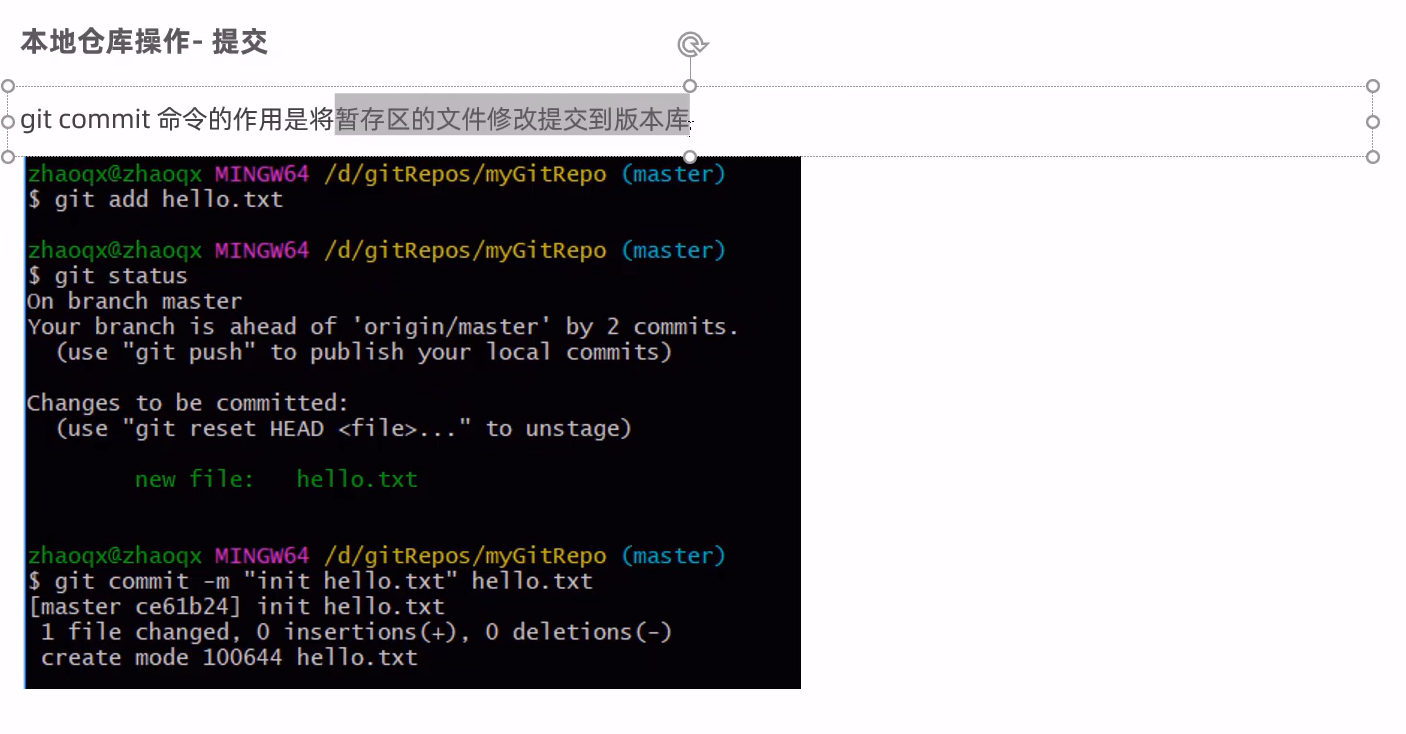 本地仓库操作- 提交
git commit 命令的作用是将暂存区的文件修改提交到版本库
zhaoqx@zhaoqx MINGW64 /d/gitRepos/myGitRepo (master)
$ git add hello.txt
zhaoqx@zhaoqx MINGW64 /d/gitRepos/myGitRepo (master)
$ git status
On branch master
Your branch is ahead of 'origin/master' by 2 commits.
  (use "git push" to publish your local commits)
Changes to be committed:
  (use "git reset HEAD <file>..." to unstage)
        new file:   hello.txt
zhaoqx@zhaoqx MINGW64 /d/gitRepos/myGitRepo (master)
$ git commit -m "init hello.txt" hello.txt
[master ce61b24] init hello.txt
 1 file changed, 0 insertions(+), 0 deletions(-)
 create mode 100644 hello.txt